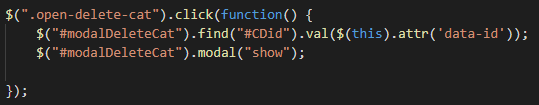 $(".open-delete-cat").click(function() {
    $("#modalDeleteCat").find("#CDid").val($(this).attr('data-id'));
    $("#modalDeleteCat").modal("show");
});